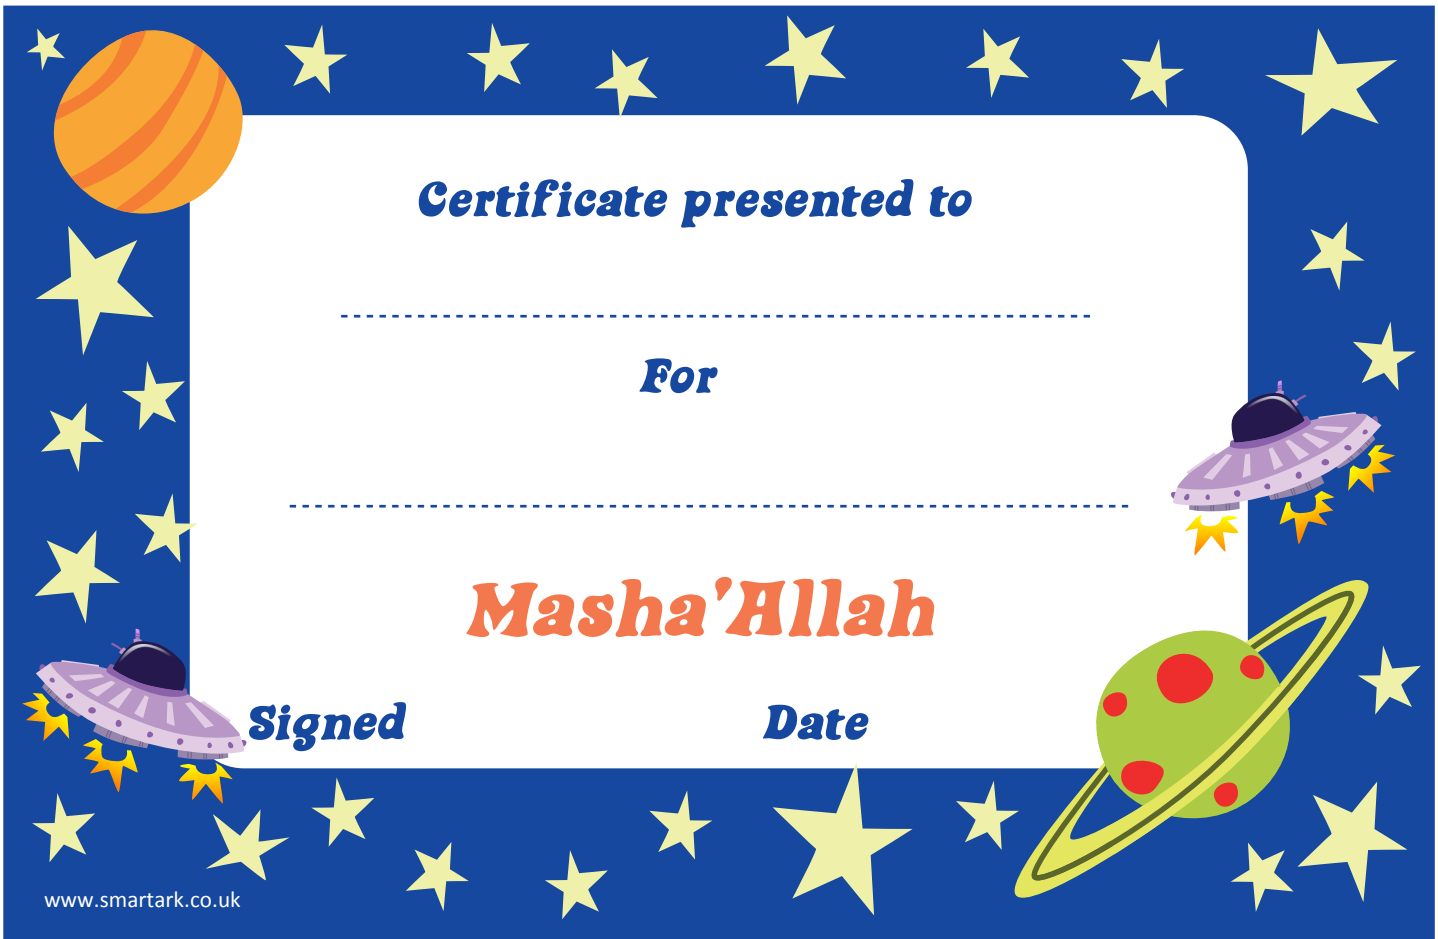 Certificate presented to
For
Masha'Allah
Signed Date
www.smartark.co.uk